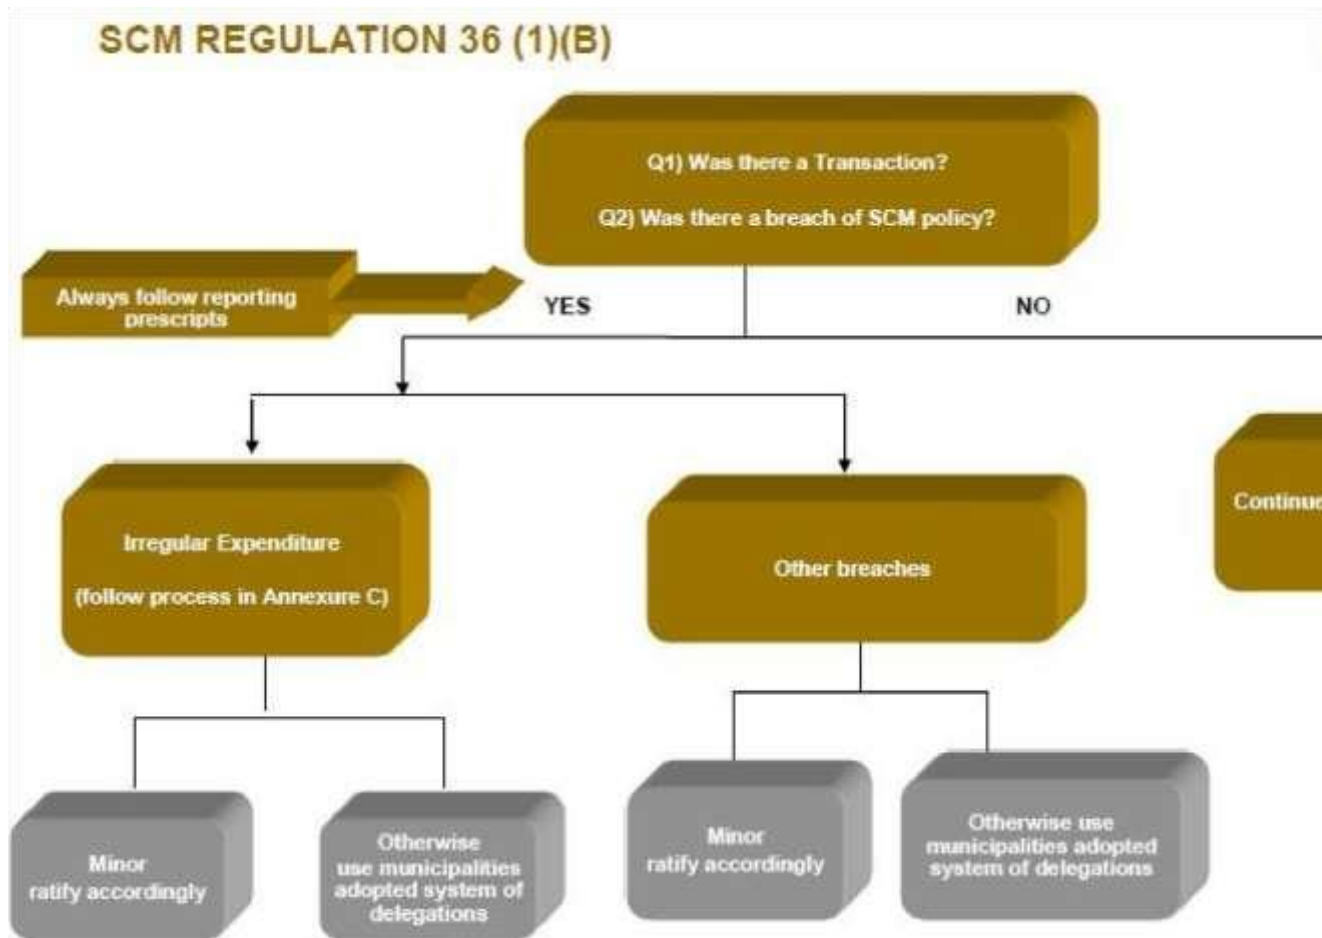 SCM REGULATION 36 (1)(B)
Q1) Was there a Transaction?
Q2) Was there a breach of SCM policy?
Always follow reporting
prescripts
YES
NO
Irregular Expenditure
(follow process in Annexure C)
Other breaches
Continue
Minor
ratify accordingly
Otherwise
use municipalities
adopted system of
delegations
Minor
ratify accordingly
Otherwise use
municipalities adopted
system of delegations